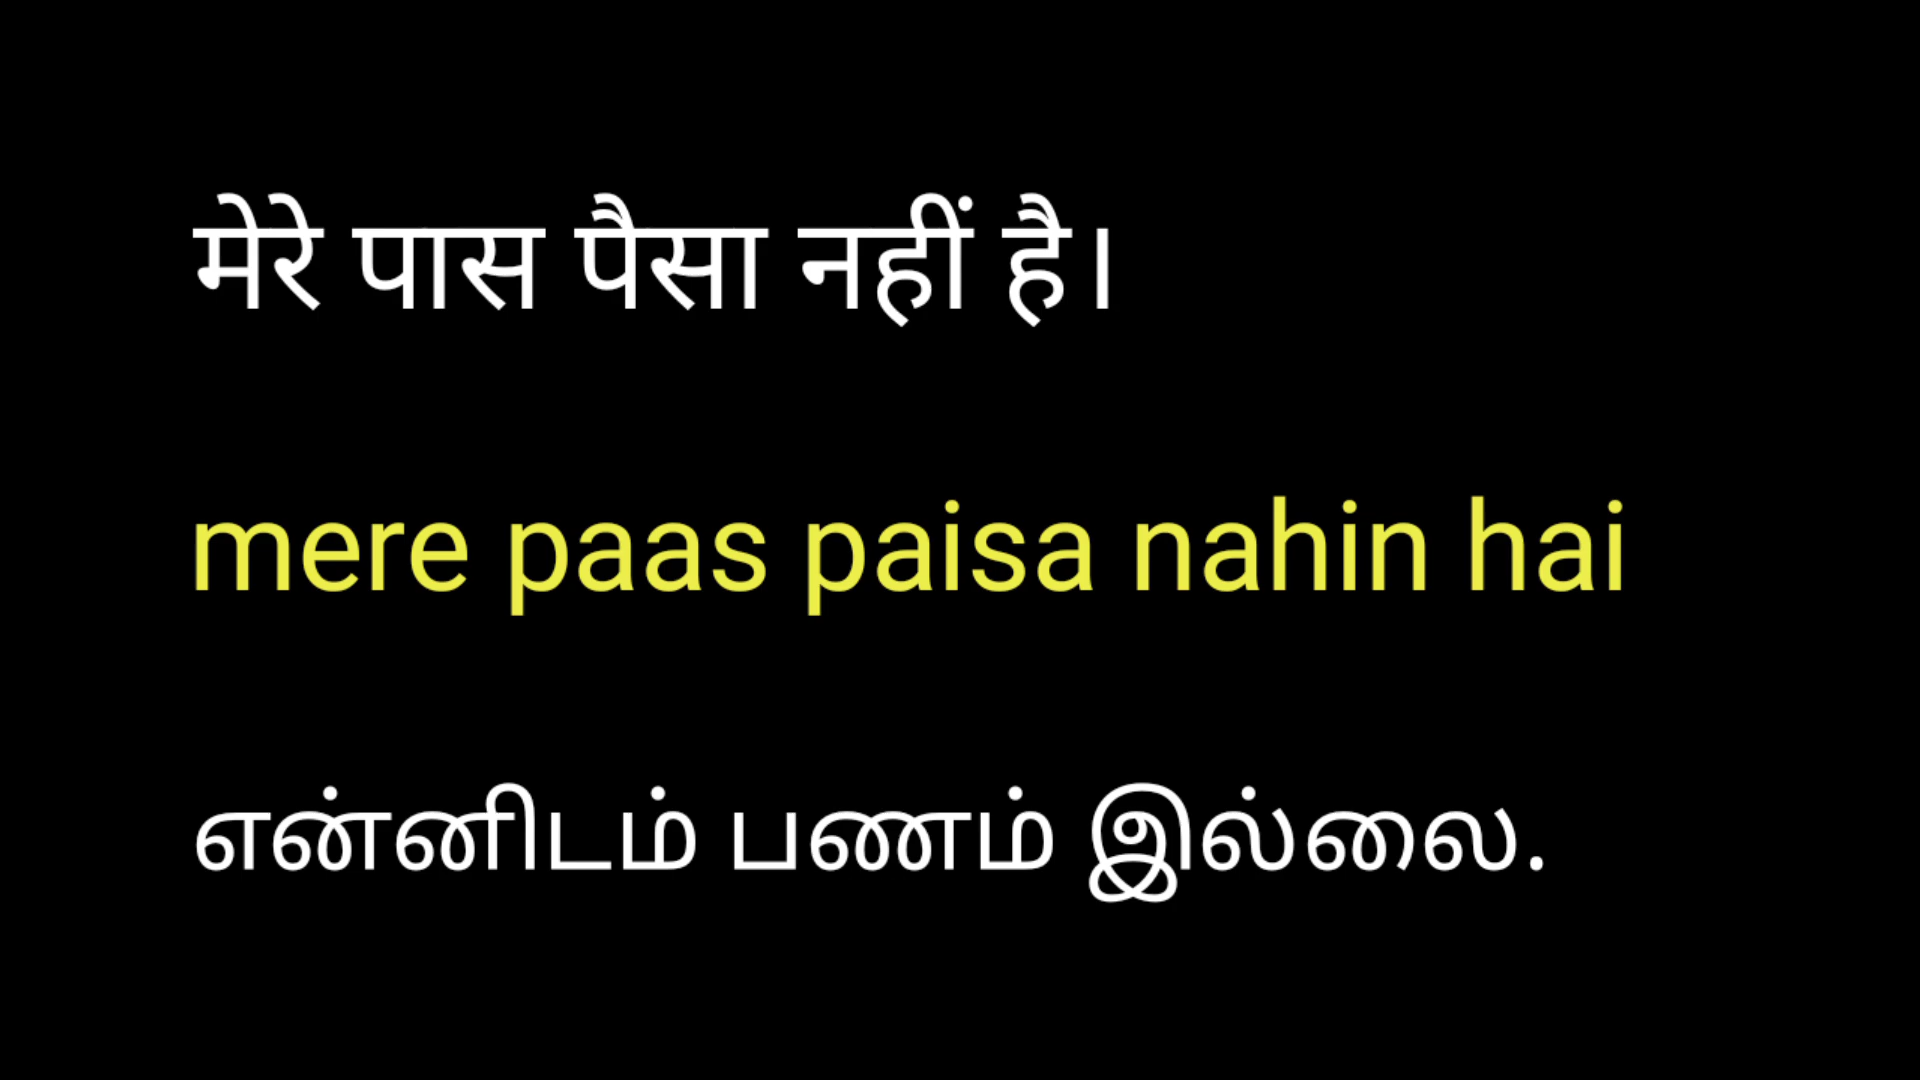 मेरे पास पैसा नहीं है।
mere paas paisa nahin hai
என்னிடம் பணம் இல்லை.